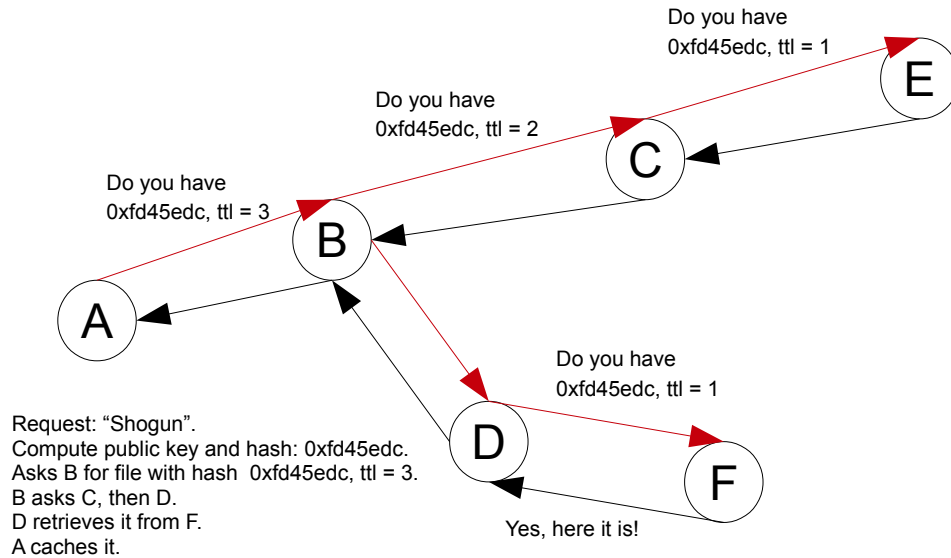 Do you have
0xfd45edc, ttl = 1
E
Do you have
0xfd45edc, ttl = 2
C
Do you have
0xfd45edc, ttl = 3
B
A
Do you have
0xfd45edc, ttl = 1
D
F
Yes, here it is!
Request: “Shogun”.
Compute public key and hash: 0xfd45edc.
Asks B for file with hash  0xfd45edc, ttl = 3.
B asks C, then D.
D retrieves it from F.
A caches it.